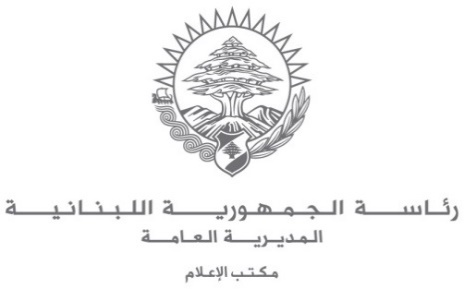 رئاسة الجمهورية اللبنانية
المديرية العامة
مكتب الإعلام